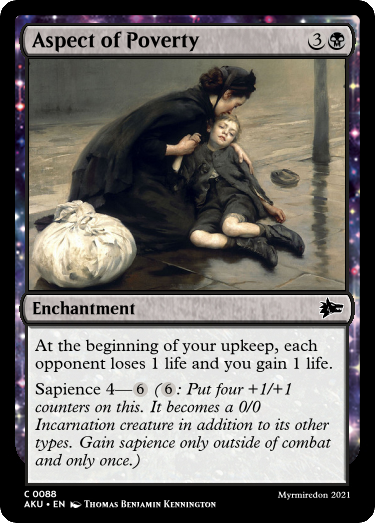 Aspect of Poverty 3
Enchantment
At the beginning of your upkeep, each
opponent loses 1 life and you gain 1 life.
Sapience 4—6 (6: Put four +1/+1
counters on this. It becomes a 0/0
Incarnation creature in addition to its other
types. Gain sapience only outside of combat
and only once.)
C 0088
AKU • EN Thomas Benjamin Kennington
Myrmiredon 2021